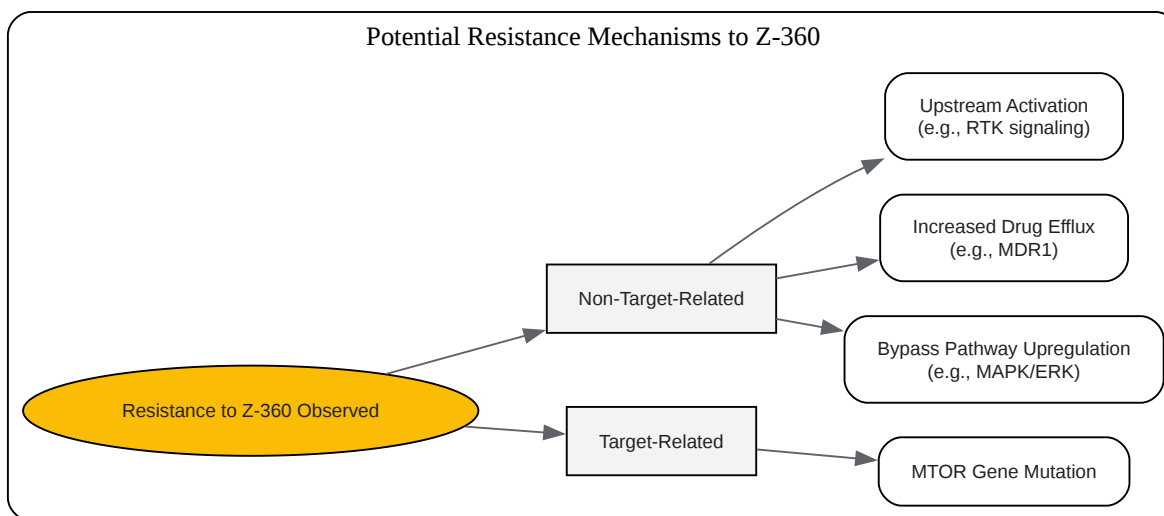 Potential Resistance Mechanisms to Z-360
Upstream Activation
(e.g., RTK signaling)
Increased Drug Efflux
(e.g., MDR1)
Non-Target-Related
Bypass Pathway Upregulation
(e.g., MAPK/ERK)
Resistance to Z-360 Observed
Target-Related
MTOR Gene Mutation